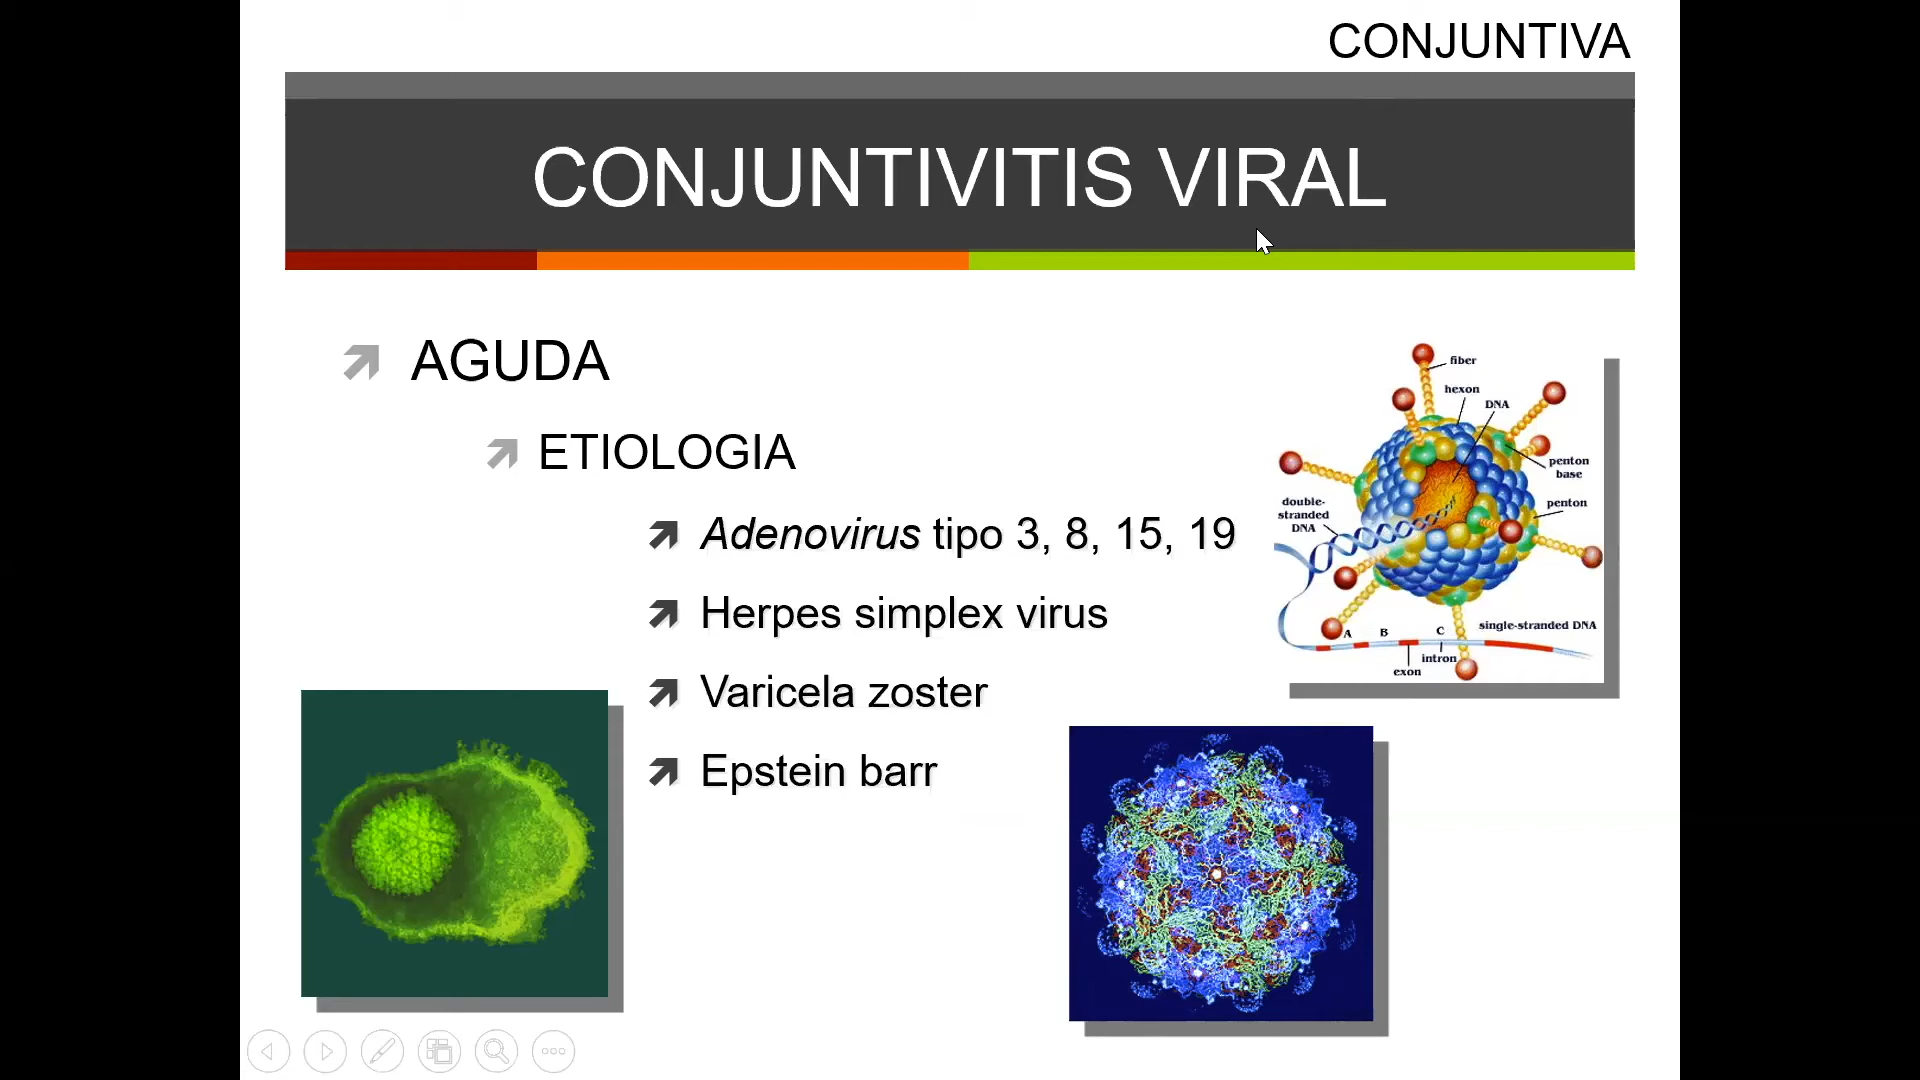 CONJUNTIVA
CONJUNTIVITIS VIRAL
AGUDA
ETIOLOGIA
Adenovirus tipo 3, 8, 15, 19
Herpes simplex virus
Varicela zoster
Epstein barr
fiber
hexon
DNA
penton
base
penton
double-
stranded
DNA
single-stranded DNA
A B C
intron
exon